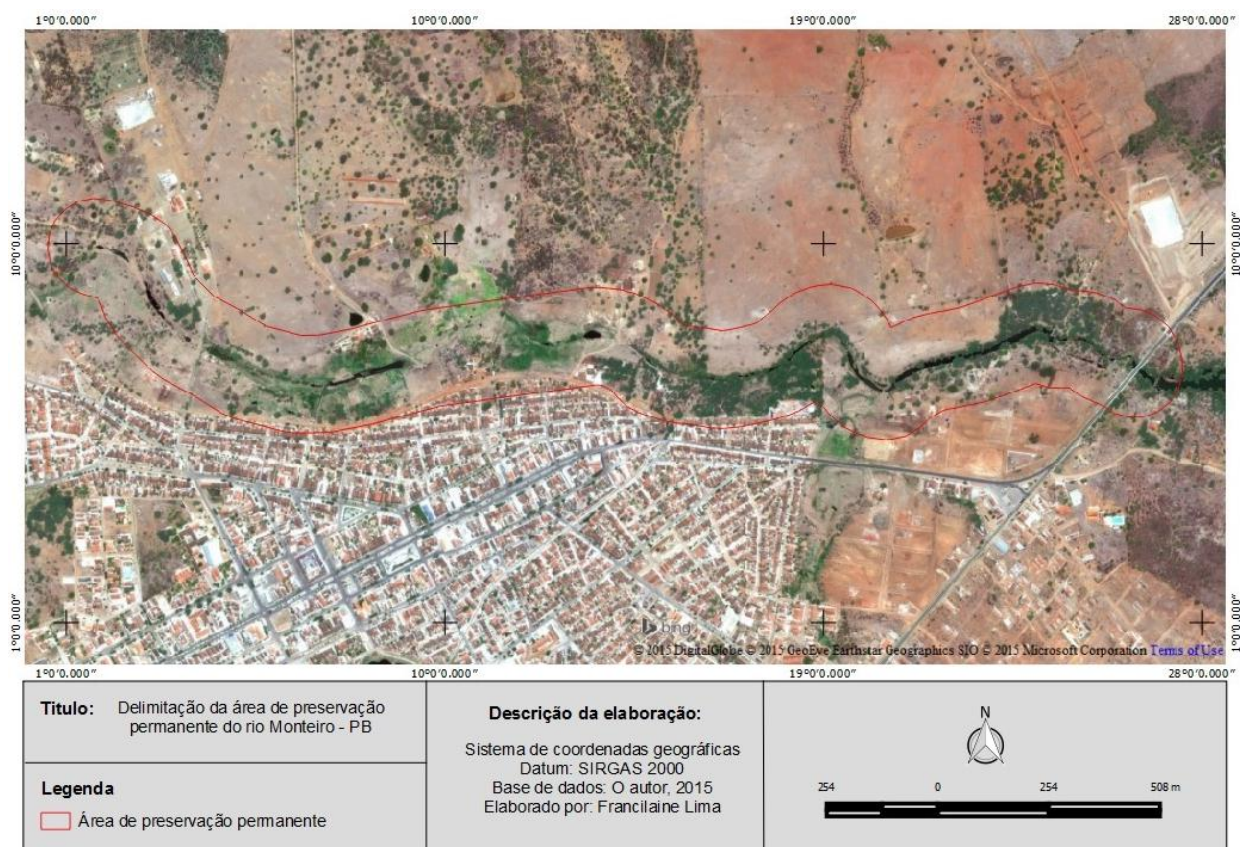 1°0'0.000" 10°0'0.000" 19°0'0.000" 28°0'0.000"
10°0'0.000"
10°0'0.000"
1°0'0.000"
1°0'0.000"
bing
© 2015 DigitalGlobe © 2015 GeoEye Earthstar Geographics SIO © 2015 Microsoft Corporation Terms of Use
1°0'0.000" 10°0'0.000" 19°0'0.000" 28°0'0.000"
Titulo: Delimitação da área de preservação
permanente do rio Monteiro - PB
Legenda
Área de preservação permanente
Descrição da elaboração:
Sistema de coordenadas geográficas
Datum: SIRGAS 2000
Base de dados: O autor, 2015
Elaborado por: Francilaine Lima
N
254 0 254 508 m